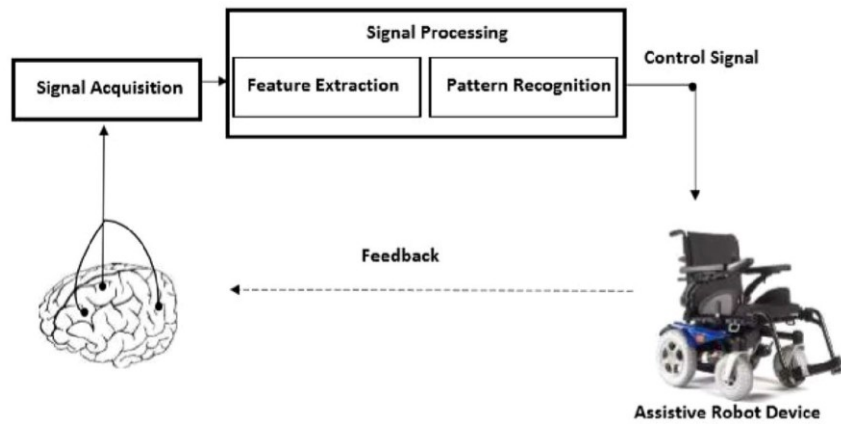 Signal Processing
Control Signal
Signal Acquisition
Feature Extraction
Pattern Recognition
Feedback
Assistive Robot Device